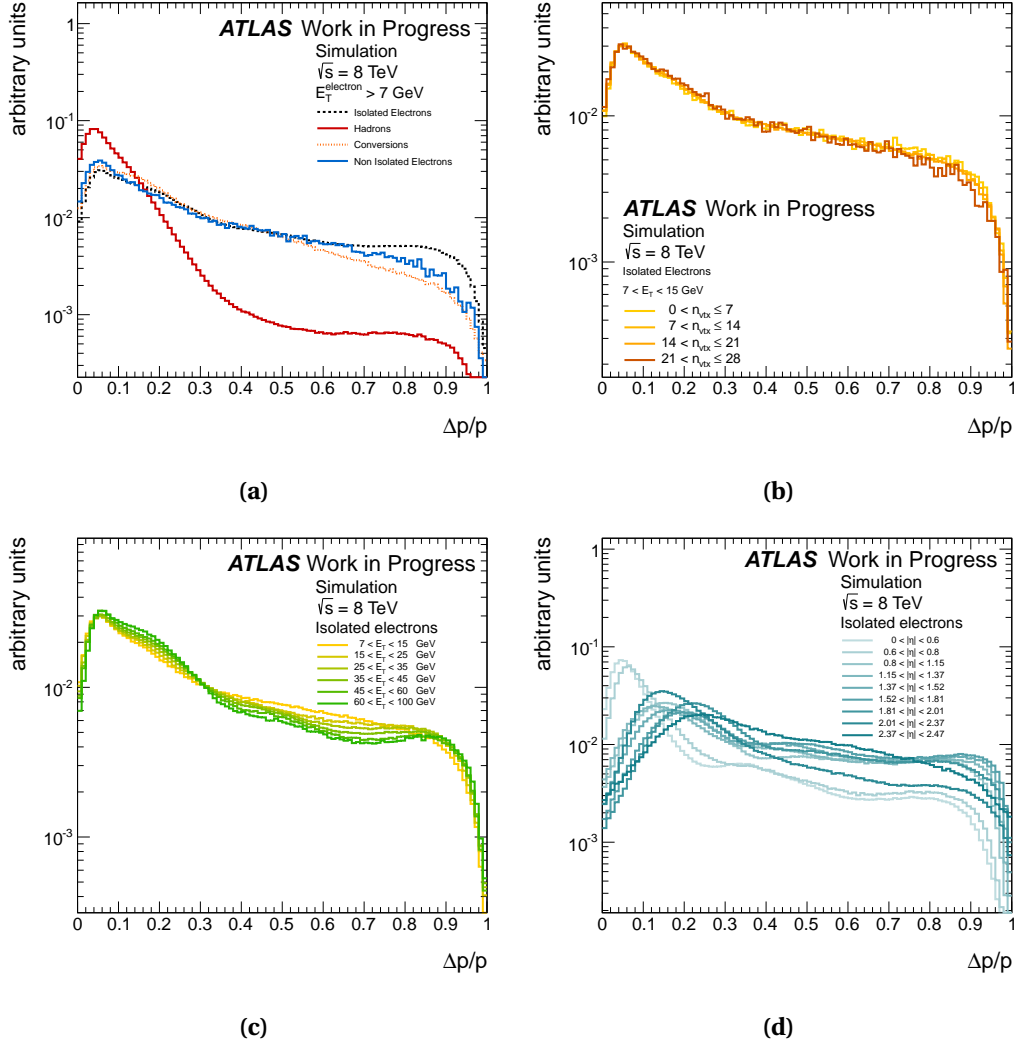 arbitrary units
1
10⁻¹
10⁻²
10⁻³
ATLAS Work in Progress
Simulation
√s = 8 TeV
E_T^electron > 7 GeV
Isolated Electrons
Hadrons
Conversions
Non Isolated Electrons
0 0.1 0.2 0.3 0.4 0.5 0.6 0.7 0.8 0.9 1
Δp/p
(a)
arbitrary units
10⁻²
10⁻³
ATLAS Work in Progress
Simulation
√s = 8 TeV
Isolated Electrons
7 < E_T < 15 GeV
0 < n_vtx ≤ 7
7 < n_vtx ≤ 14
14 < n_vtx ≤ 21
21 < n_vtx ≤ 28
0 0.1 0.2 0.3 0.4 0.5 0.6 0.7 0.8 0.9 1
Δp/p
(b)
arbitrary units
10⁻²
10⁻³
ATLAS Work in Progress
Simulation
√s = 8 TeV
Isolated electrons
7 < E_T < 15 GeV
15 < E_T < 25 GeV
25 < E_T < 35 GeV
35 < E_T < 45 GeV
45 < E_T < 60 GeV
60 < E_T < 100 GeV
0 0.1 0.2 0.3 0.4 0.5 0.6 0.7 0.8 0.9 1
Δp/p
(c)
arbitrary units
1
10⁻¹
10⁻²
10⁻³
ATLAS Work in Progress
Simulation
√s = 8 TeV
Isolated electrons
0 < |η| < 0.6
0.6 < |η| < 0.8
0.8 < |η| < 1.15
1.15 < |η| < 1.37
1.37 < |η| < 1.52
1.52 < |η| < 1.81
1.81 < |η| < 2.01
2.01 < |η| < 2.37
2.37 < |η| < 2.47
0 0.1 0.2 0.3 0.4 0.5 0.6 0.7 0.8 0.9 1
Δp/p
(d)